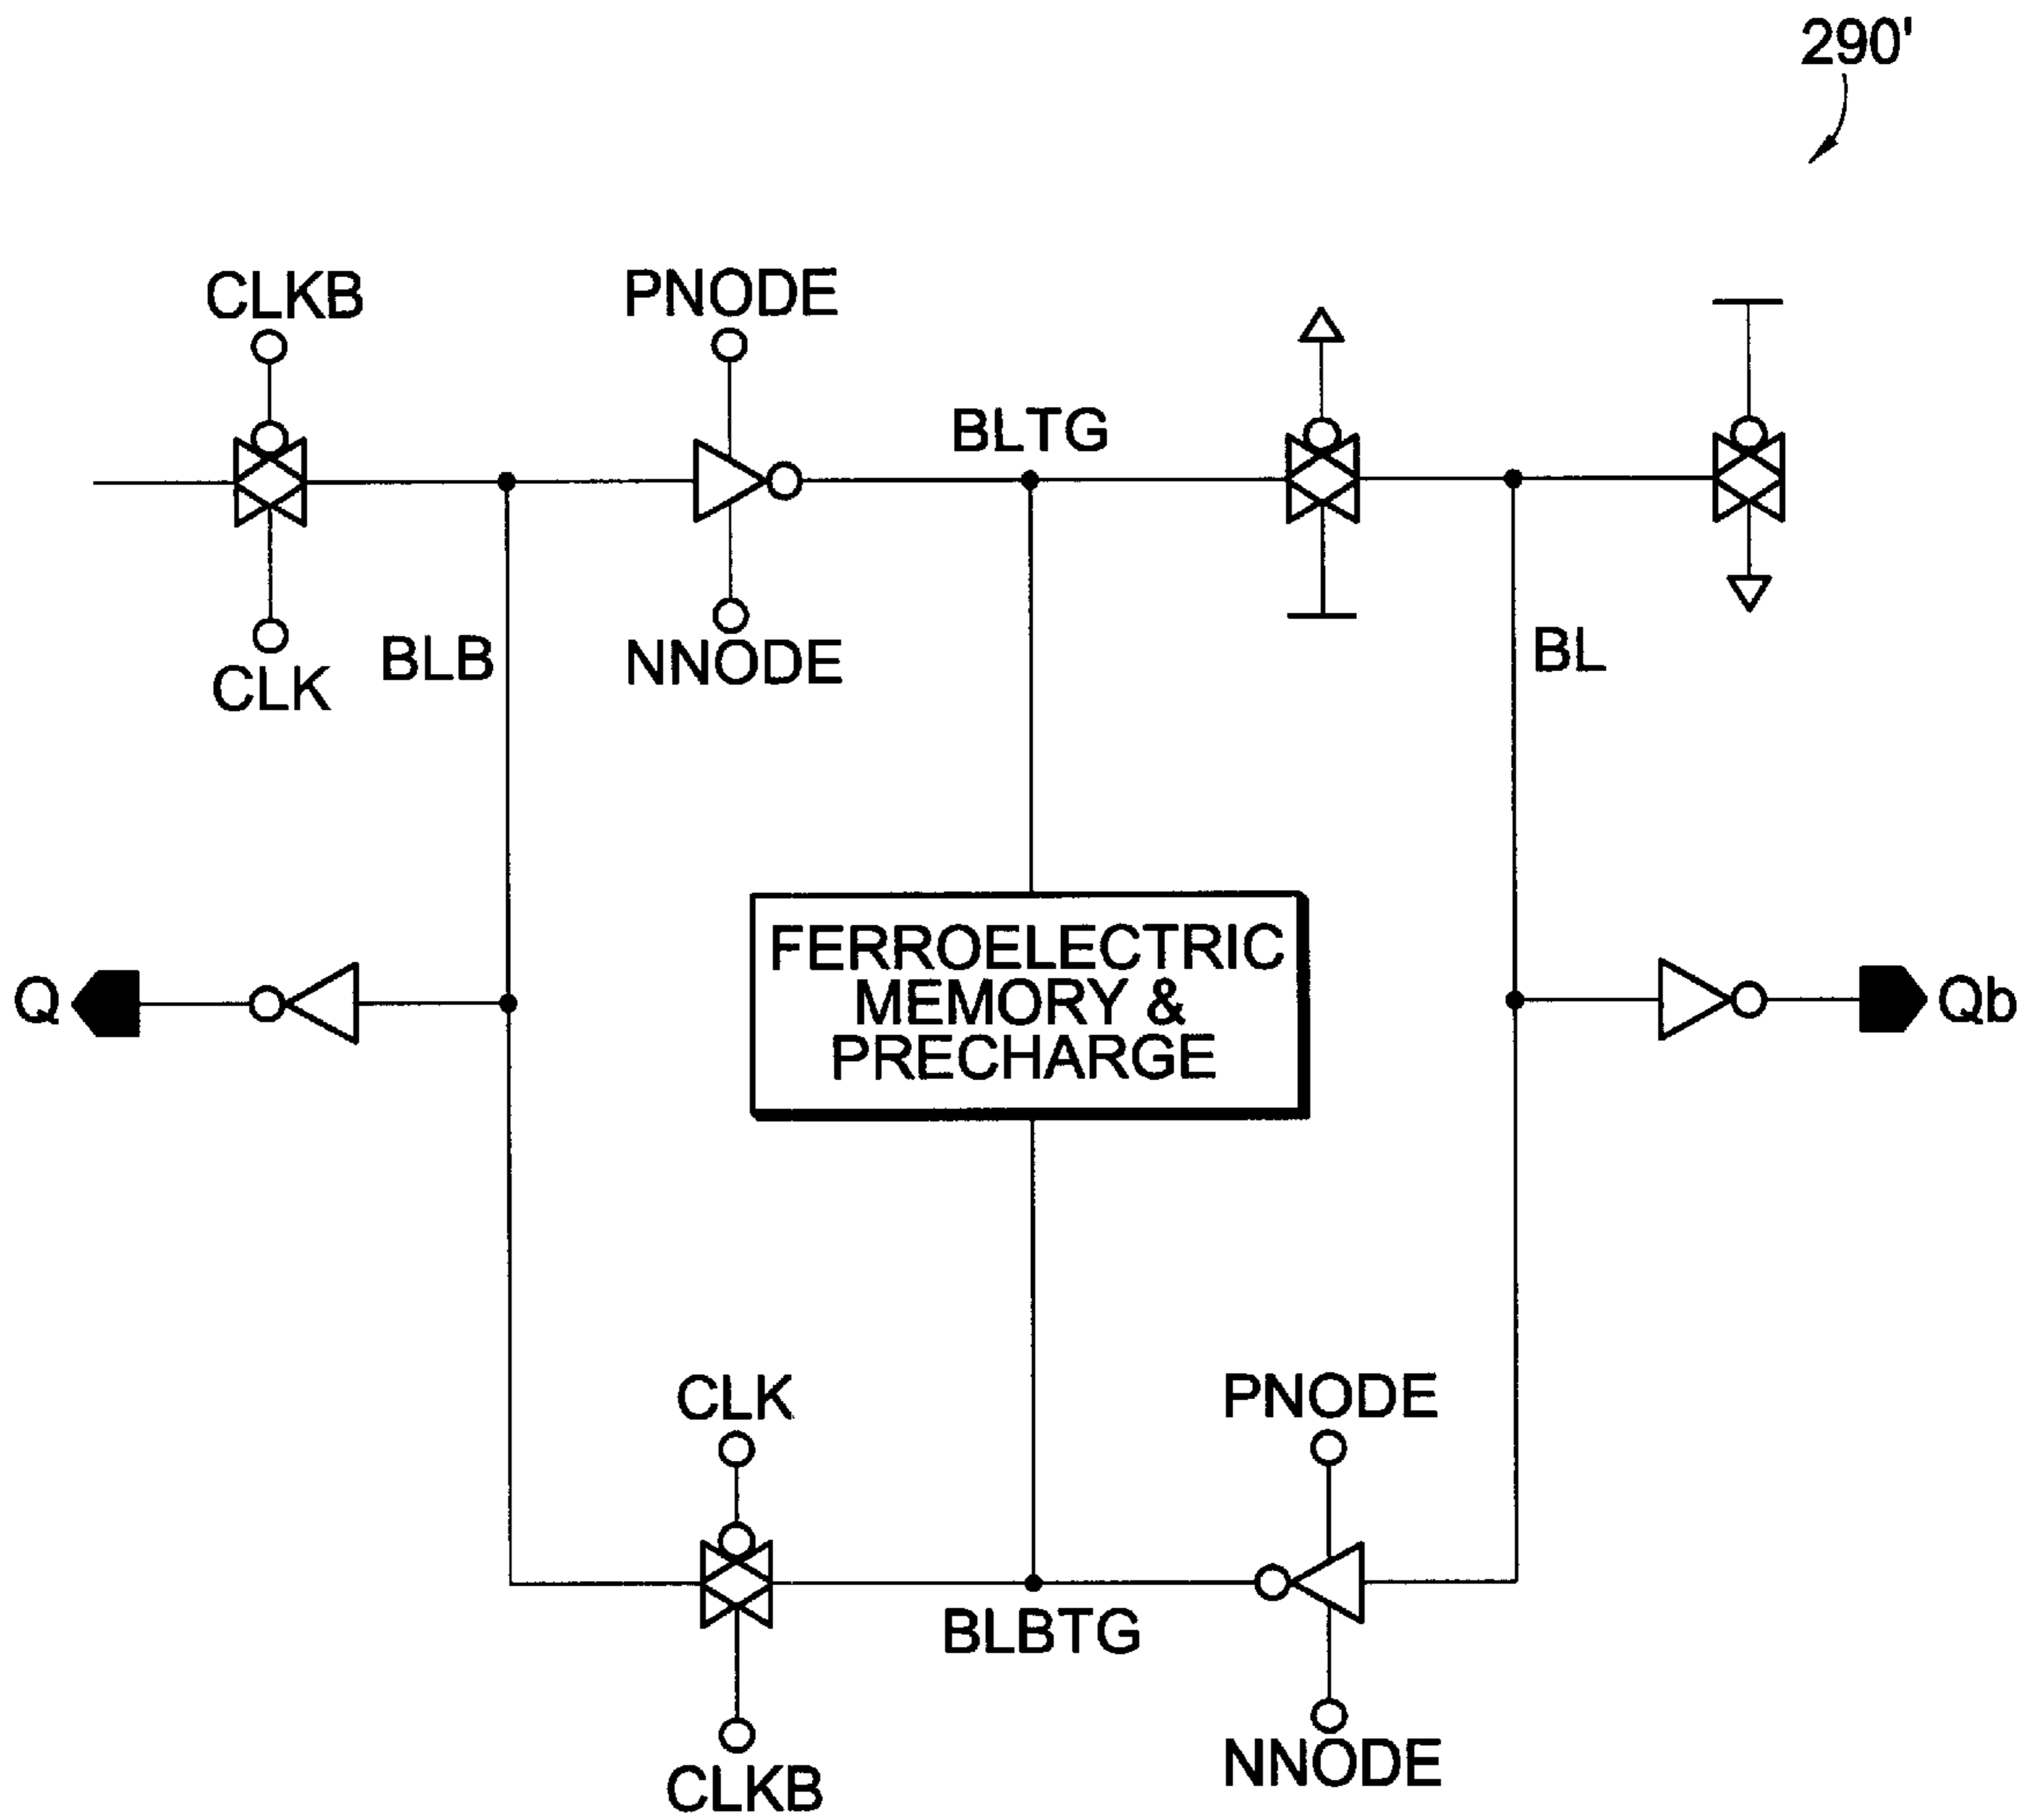 290'
CLKB
PNODE
BLTG
CLK
BLB
NNODE
BL
Q
FERROELECTRIC
MEMORY &
PRECHARGE
Qb
CLK
PNODE
BLBTG
CLKB
NNODE